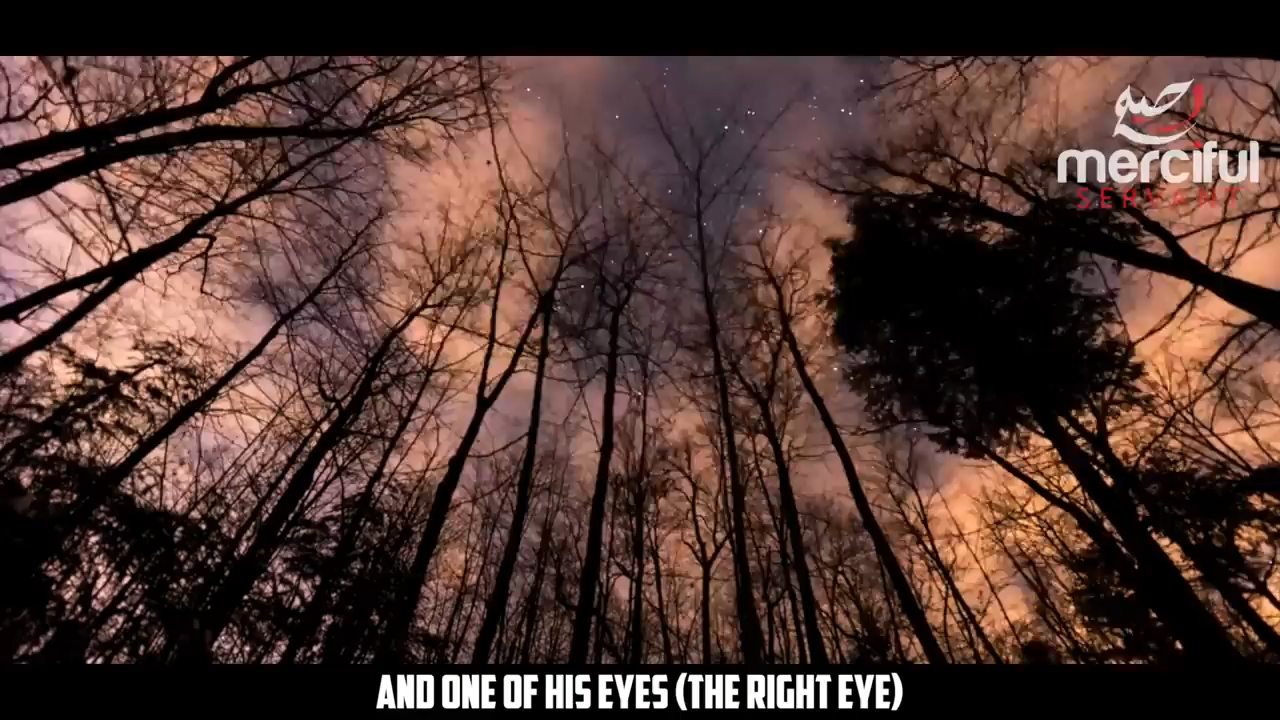 merciful
SERVANT
AND ONE OF HIS EYES (THE RIGHT EYE)